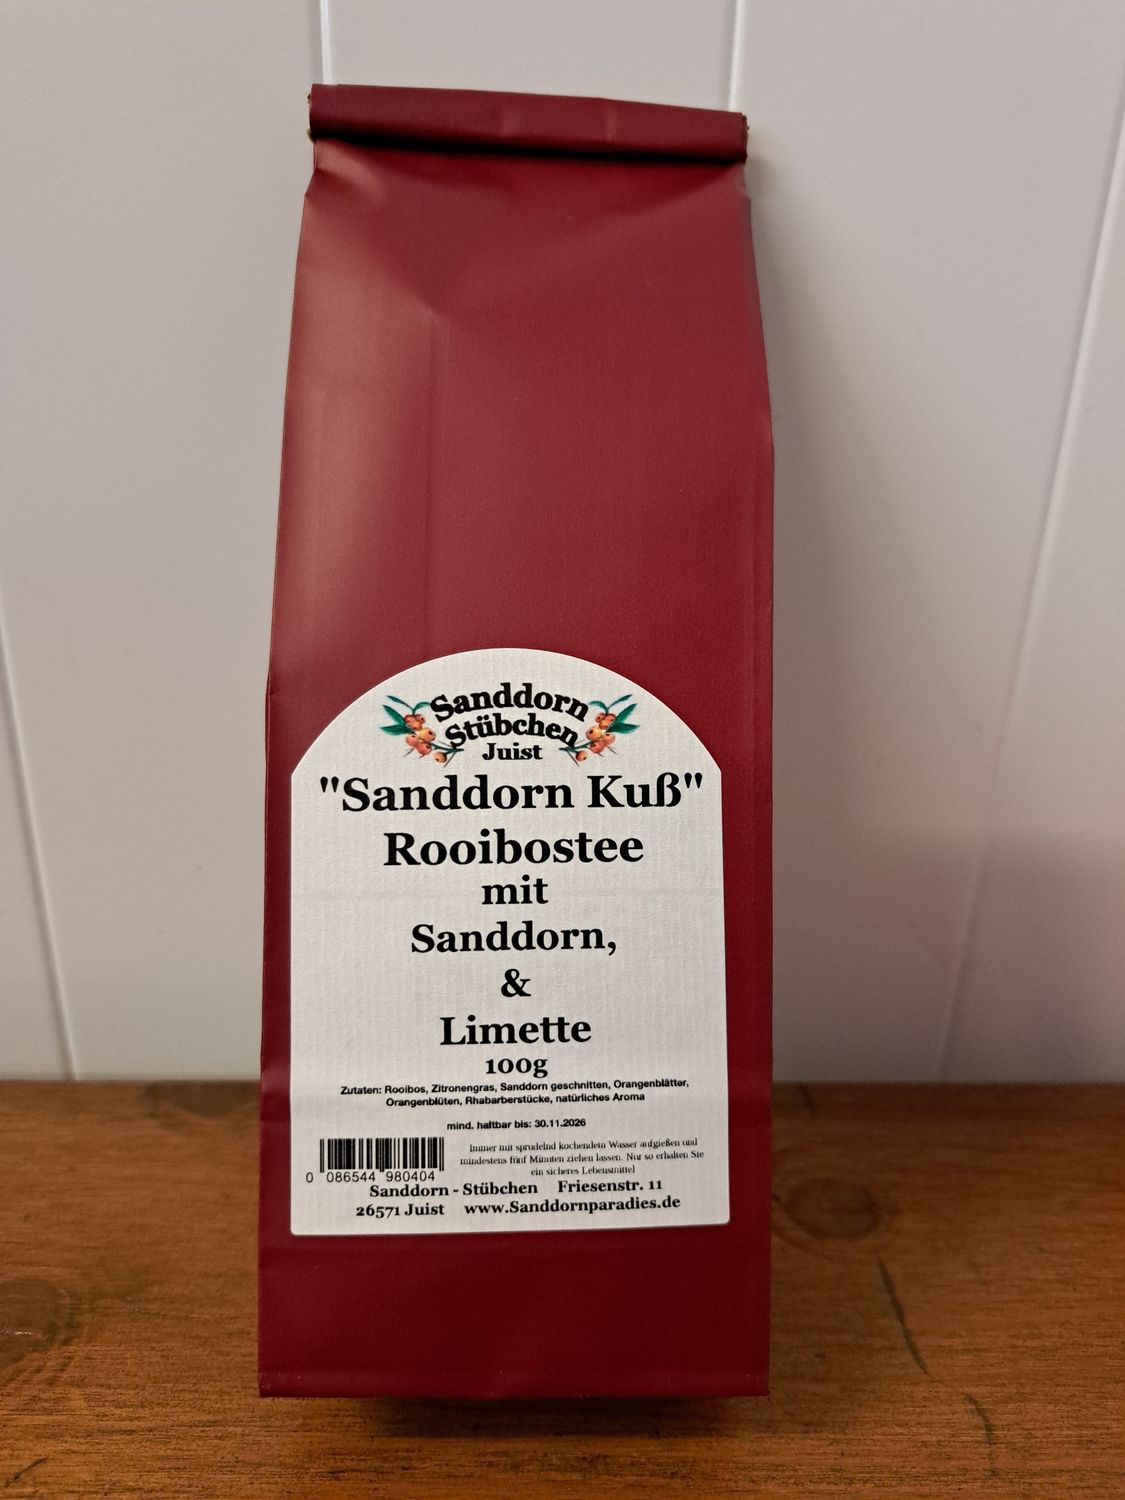 Sanddorn
Stübchen
Juist
"Sanddorn Kuß"
Rooibostee
mit
Sanddorn,
&
Limette
100g
Zutaten: Rooibos, Zitronengras, Sanddorn geschnitten, Orangenblätter,
Orangenblüten, Rhabarberstücke, natürliches Aroma
mind. haltbar bis: 30.11.2026
Immer mit sprudelnd kochendem Wasser aufgießen und
mindestens fünf Minuten ziehen lassen. Nur so erhalten Sie
ein sicheres Lebensmittel
0 086544 980404
Sanddorn - Stübchen Friesenstr. 11
26571 Juist www.Sanddornparadies.de